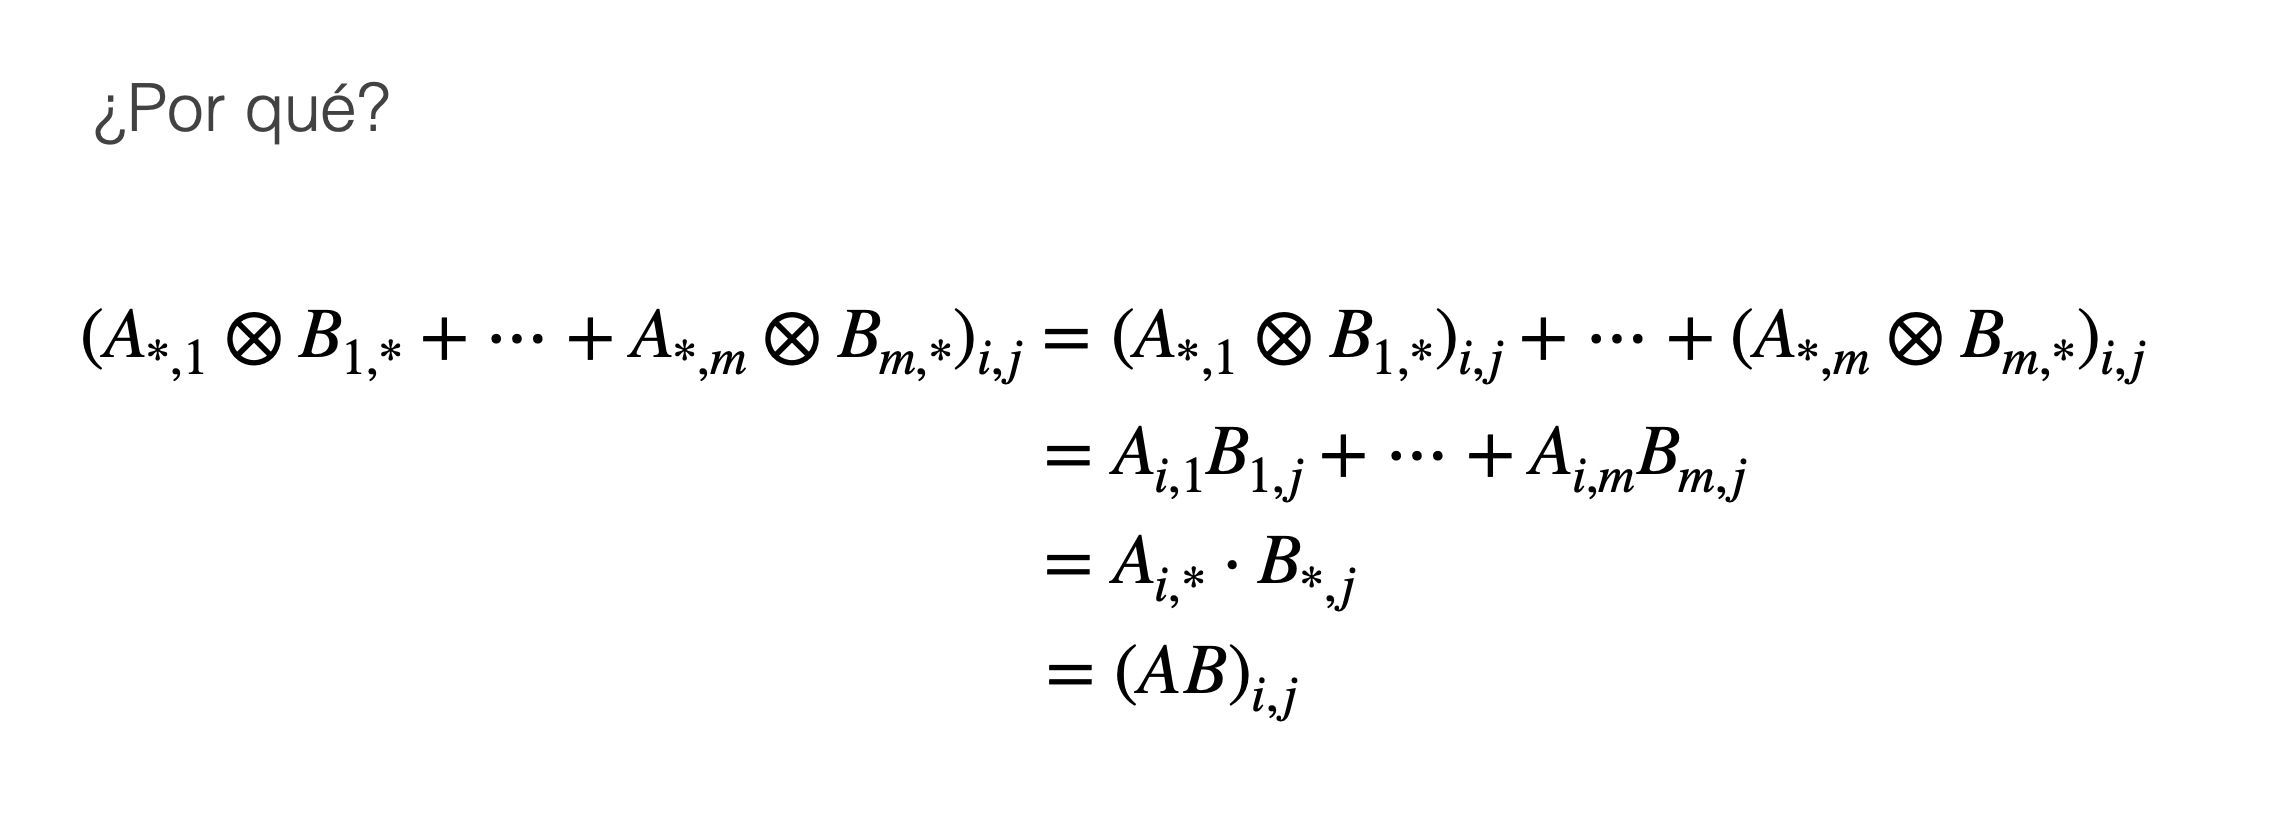 ¿Por qué?
(A_{*,1} ⊗ B_{1,*} + ⋯ + A_{*,m} ⊗ B_{m,*})_{i,j} = (A_{*,1} ⊗ B_{1,*})_{i,j} + ⋯ + (A_{*,m} ⊗ B_{m,*})_{i,j}
= A_{i,1}B_{1,j} + ⋯ + A_{i,m}B_{m,j}
= A_{i,*} · B_{*,j}
= (AB)_{i,j}